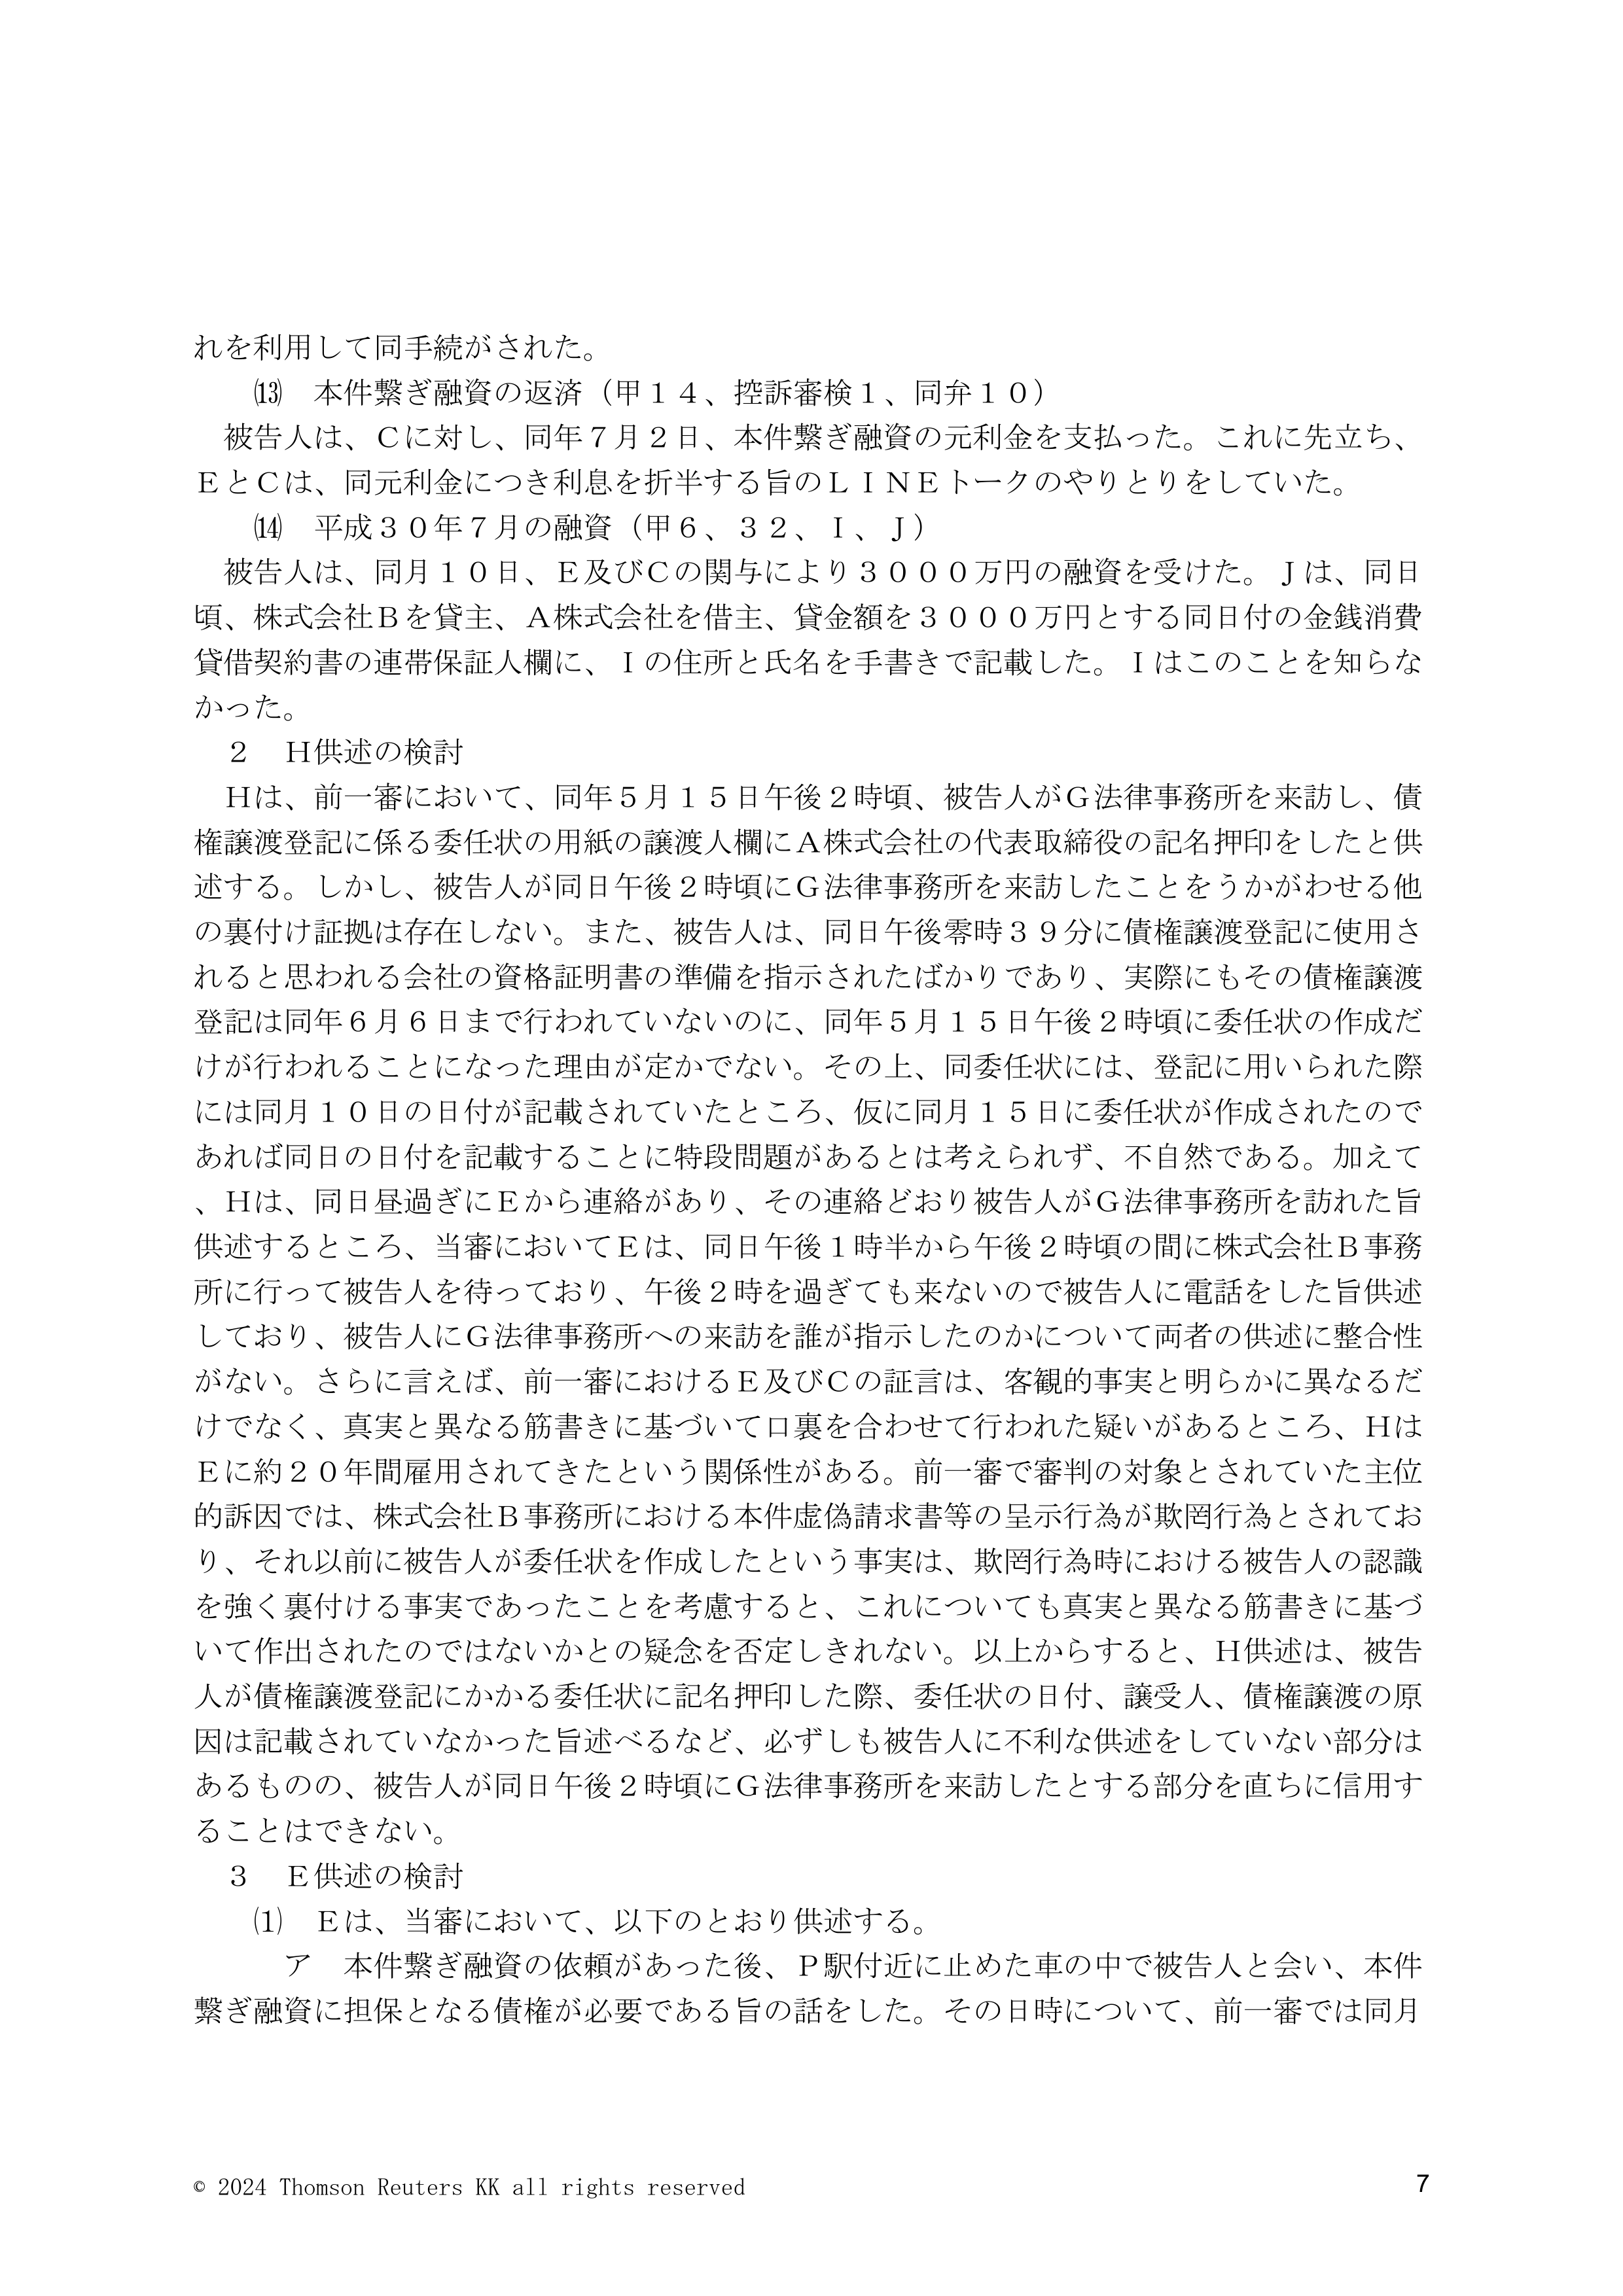 れを利用して同手続がされた。
⒀　本件繋ぎ融資の返済（甲１４、控訴審検１、同弁１０）
被告人は、Ｃに対し、同年７月２日、本件繋ぎ融資の元利金を支払った。これに先立ち、
ＥとＣは、同元利金につき利息を折半する旨のＬＩＮＥトークのやりとりをしていた。
⒁　平成３０年７月の融資（甲６、３２、Ｉ、Ｊ）
被告人は、同月１０日、Ｅ及びＣの関与により３０００万円の融資を受けた。Ｊは、同日
頃、株式会社Ｂを貸主、Ａ株式会社を借主、貸金額を３０００万円とする同日付の金銭消費
貸借契約書の連帯保証人欄に、Ｉの住所と氏名を手書きで記載した。Ｉはこのことを知らな
かった。
２　Ｈ供述の検討
Ｈは、前一審において、同年５月１５日午後２時頃、被告人がＧ法律事務所を来訪し、債
権譲渡登記に係る委任状の用紙の譲渡人欄にＡ株式会社の代表取締役の記名押印をしたと供
述する。しかし、被告人が同日午後２時頃にＧ法律事務所を来訪したことをうかがわせる他
の裏付け証拠は存在しない。また、被告人は、同日午後零時３９分に債権譲渡登記に使用さ
れると思われる会社の資格証明書の準備を指示されたばかりであり、実際にもその債権譲渡
登記は同年６月６日まで行われていないのに、同年５月１５日午後２時頃に委任状の作成だ
けが行われることになった理由が定かでない。その上、同委任状には、登記に用いられた際
には同月１０日の日付が記載されていたところ、仮に同月１５日に委任状が作成されたので
あれば同日の日付を記載することに特段問題があるとは考えられず、不自然である。加えて
、Ｈは、同日昼過ぎにＥから連絡があり、その連絡どおり被告人がＧ法律事務所を訪れた旨
供述するところ、当審においてＥは、同日午後１時半から午後２時頃の間に株式会社Ｂ事務
所に行って被告人を待っており、午後２時を過ぎても来ないので被告人に電話をした旨供述
しており、被告人にＧ法律事務所への来訪を誰が指示したのかについて両者の供述に整合性
がない。さらに言えば、前一審におけるＥ及びＣの証言は、客観的事実と明らかに異なるだ
けでなく、真実と異なる筋書きに基づいて口裏を合わせて行われた疑いがあるところ、Ｈは
Ｅに約２０年間雇用されてきたという関係性がある。前一審で審判の対象とされていた主位
的訴因では、株式会社Ｂ事務所における本件虚偽請求書等の呈示行為が欺罔行為とされてお
り、それ以前に被告人が委任状を作成したという事実は、欺罔行為時における被告人の認識
を強く裏付ける事実であったことを考慮すると、これについても真実と異なる筋書きに基づ
いて作出されたのではないかとの疑念を否定しきれない。以上からすると、Ｈ供述は、被告
人が債権譲渡登記にかかる委任状に記名押印した際、委任状の日付、譲受人、債権譲渡の原
因は記載されていなかった旨述べるなど、必ずしも被告人に不利な供述をしていない部分は
あるものの、被告人が同日午後２時頃にＧ法律事務所を来訪したとする部分を直ちに信用す
ることはできない。
３　Ｅ供述の検討
⑴　Ｅは、当審において、以下のとおり供述する。
ア　本件繋ぎ融資の依頼があった後、Ｐ駅付近に止めた車の中で被告人と会い、本件
繋ぎ融資に担保となる債権が必要である旨の話をした。その日時について、前一審では同月
© 2024 Thomson Reuters KK all rights reserved
7